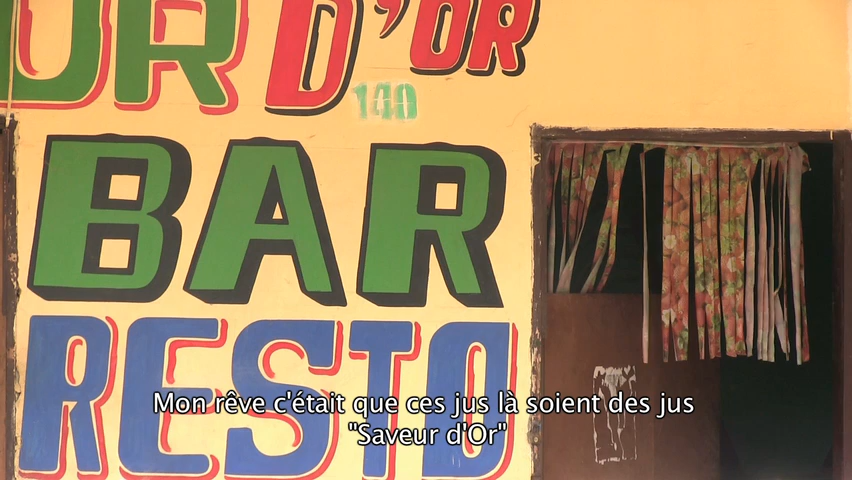 UR D'OR
140
BAR
RESTO
Mon rêve c'était que ces jus là soient des jus
"Saveur d'Or"